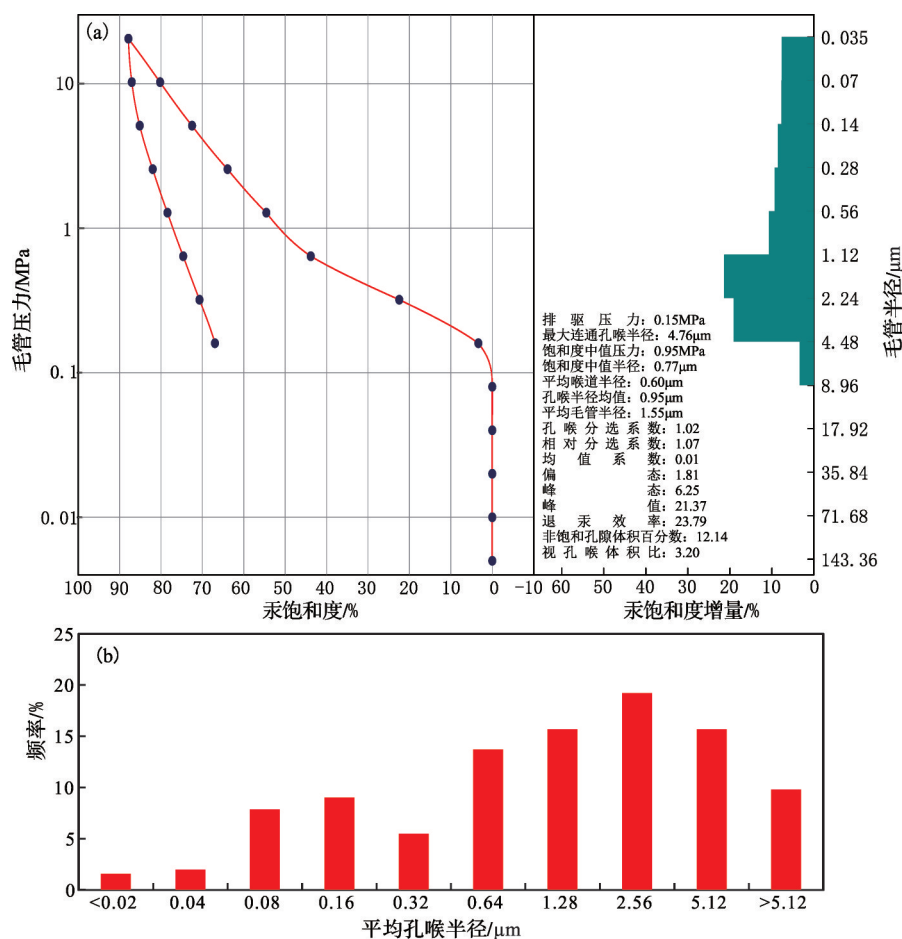 (a)
毛管压力/MPa
10
1
0.1
0.01
100 90 80 70 60 50 40 30 20 10 0 -10
汞饱和度/%
排驱压力：0.15MPa
最大连通孔喉半径：4.76μm
饱和度中值压力：0.95MPa
饱和度中值半径：0.77μm
平均喉道半径：0.60μm
孔喉半径均值：0.95μm
平均毛管半径：1.55μm
孔喉分选系数：1.02
相对分选系数：1.07
均值系数：0.01
偏态：1.81
峰态：6.25
峰值：21.37
退汞效率：23.79
非饱和孔隙体积百分数：12.14
视孔喉体积比：3.20
60 50 40 30 20 10 0
汞饱和度增量/%
0.035
0.07
0.14
0.28
0.56
1.12
2.24
4.48
8.96
17.92
35.84
71.68
143.36
毛管半径/μm
(b)
频率/%
25
20
15
10
5
0
<0.02 0.04 0.08 0.16 0.32 0.64 1.28 2.56 5.12 >5.12
平均孔喉半径/μm